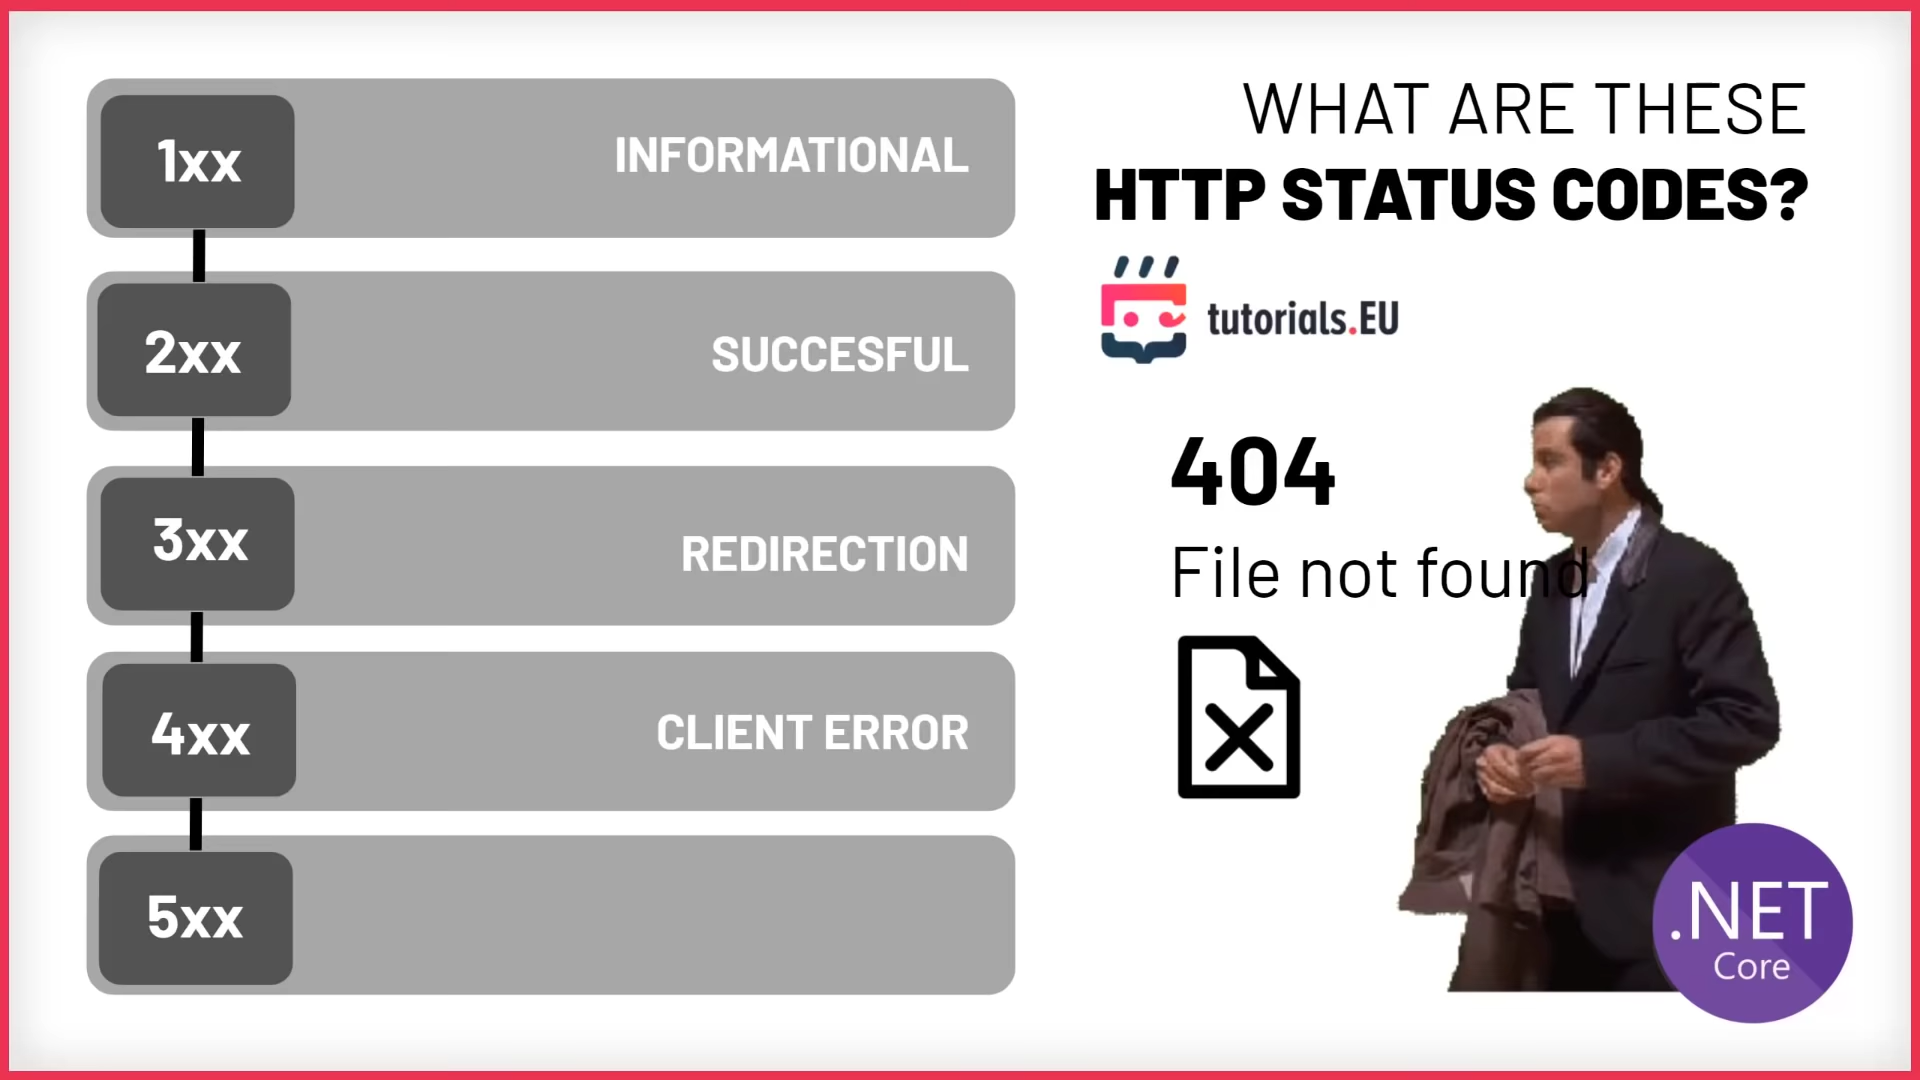 1xx
INFORMATIONAL
2xx
SUCCESFUL
3xx
REDIRECTION
4xx
CLIENT ERROR
5xx
WHAT ARE THESE
HTTP STATUS CODES?
tutorials.EU
404
File not found
.NET
Core